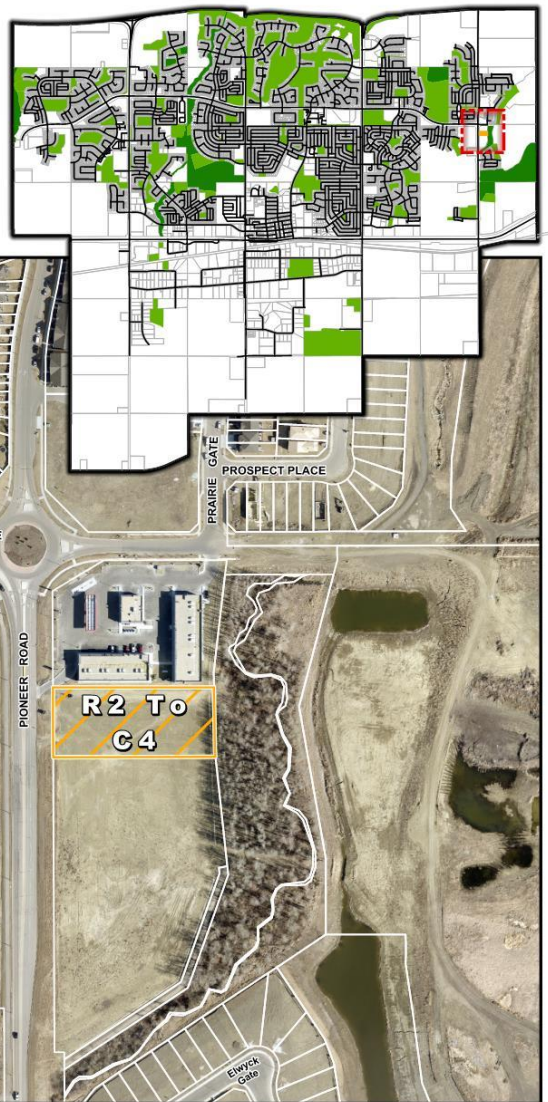 PRAIRIE GATE
PROSPECT PLACE
PIONEER ROAD
R2 To
C4
Elwyck
Gate